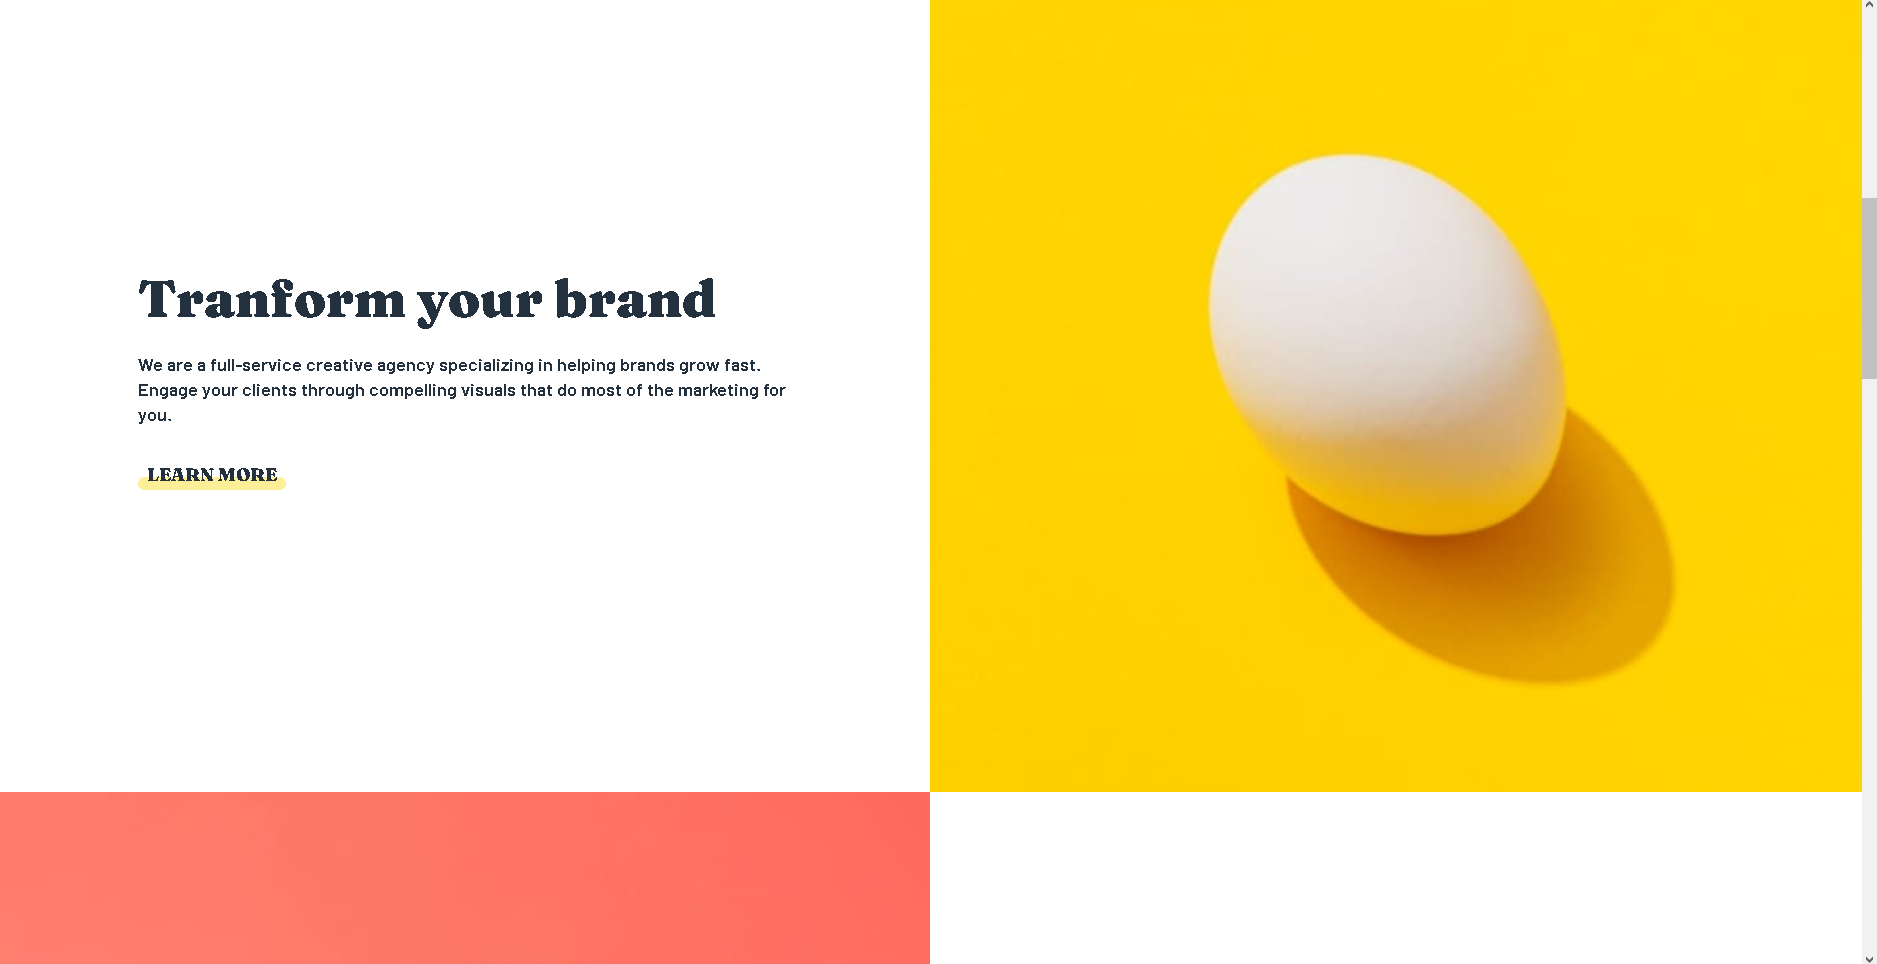 Tranform your brand
We are a full-service creative agency specializing in helping brands grow fast.
Engage your clients through compelling visuals that do most of the marketing for
you.
LEARN MORE